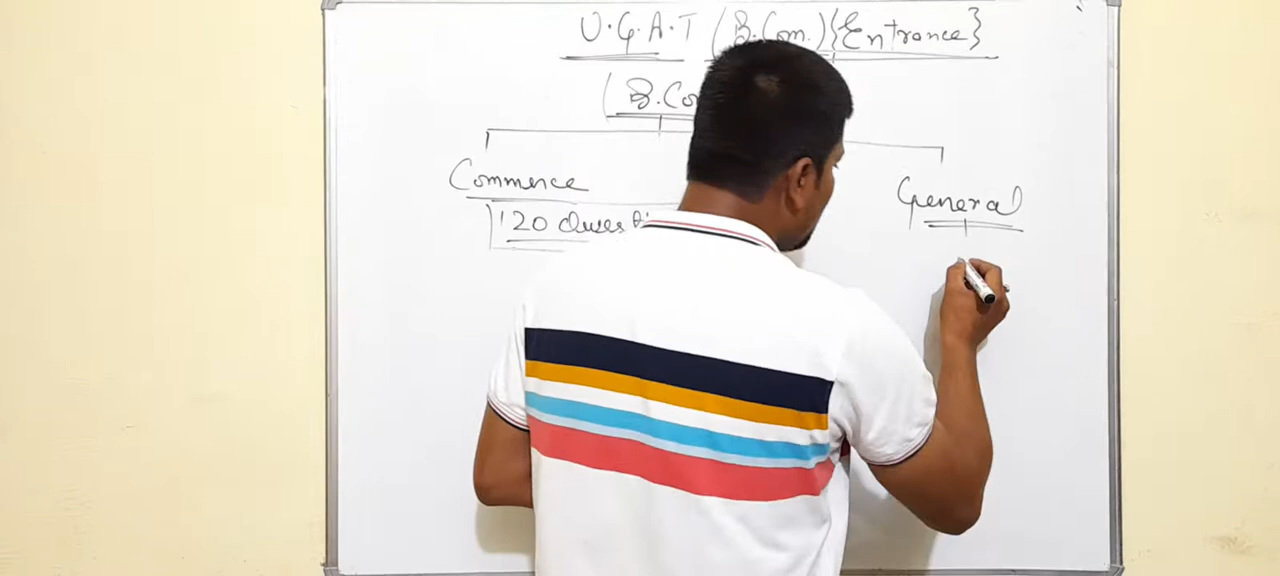 U.G.A.T (B.Com.) {Entrance}
(B.Co
Commerce
General
120 Quest